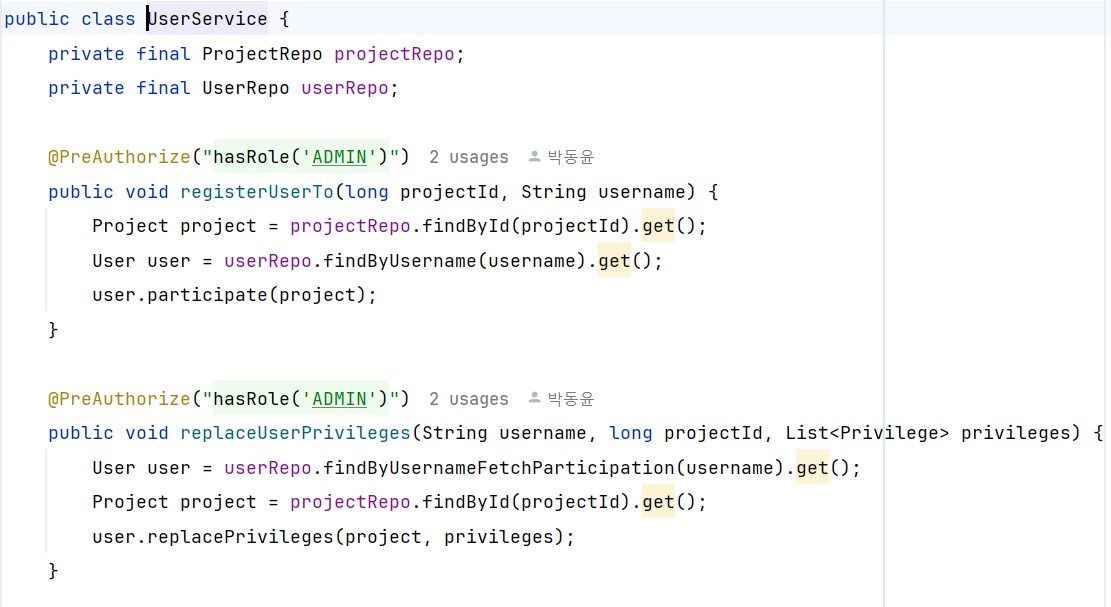 public class UserService {
    private final ProjectRepo projectRepo;
    private final UserRepo userRepo;
    @PreAuthorize("hasRole('ADMIN')") 2 usages 박동윤
    public void registerUserTo(long projectId, String username) {
        Project project = projectRepo.findById(projectId).get();
        User user = userRepo.findByUsername(username).get();
        user.participate(project);
    }
    @PreAuthorize("hasRole('ADMIN')") 2 usages 박동윤
    public void replaceUserPrivileges(String username, long projectId, List<Privilege> privileges) {
        User user = userRepo.findByUsernameFetchParticipation(username).get();
        Project project = projectRepo.findById(projectId).get();
        user.replacePrivileges(project, privileges);
    }